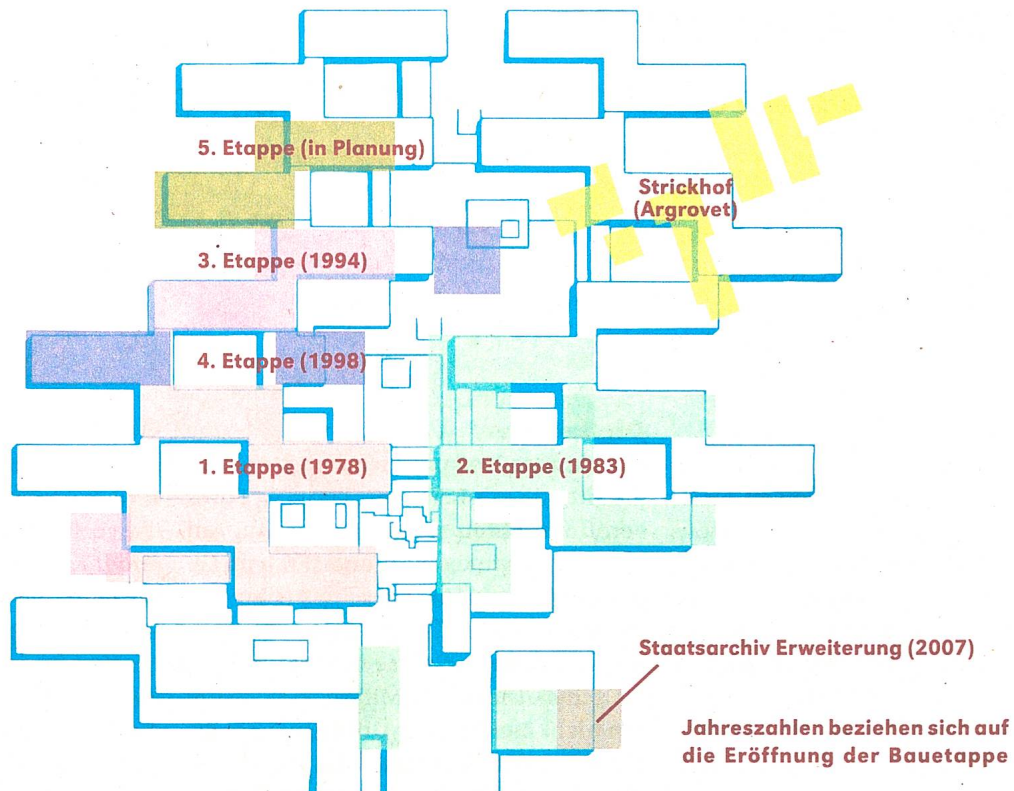 5. Etappe (in Planung)
Strickhof
(Argrovet)
3. Etappe (1994)
4. Etappe (1998)
1. Etappe (1978)
2. Etappe (1983)
Staatsarchiv Erweiterung (2007)
Jahreszahlen beziehen sich auf
die Eröffnung der Bauetappe